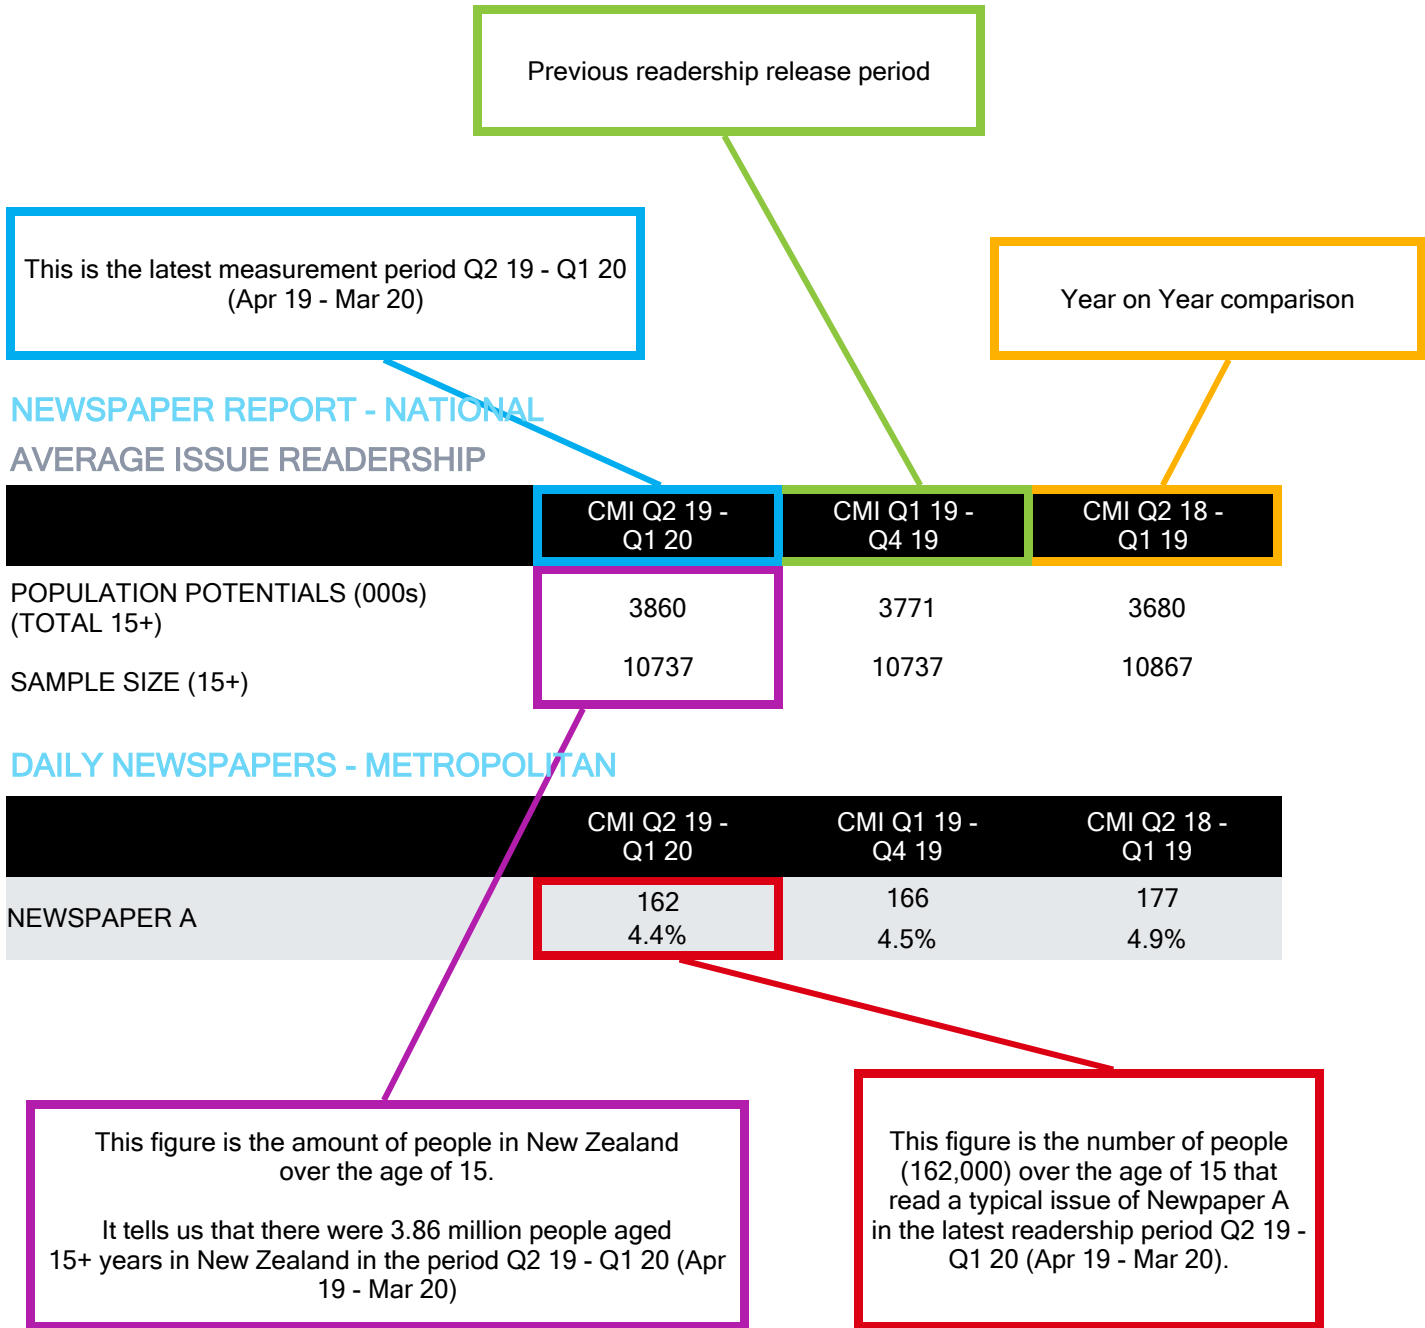 Previous readership release period
This is the latest measurement period Q2 19 - Q1 20
(Apr 19 - Mar 20)
Year on Year comparison
NEWSPAPER REPORT - NATIONAL
AVERAGE ISSUE READERSHIP
CMI Q2 19 -
Q1 20
CMI Q1 19 -
Q4 19
CMI Q2 18 -
Q1 19
POPULATION POTENTIALS (000s)
(TOTAL 15+)
3860
3771
3680
SAMPLE SIZE (15+)
10737
10737
10867
DAILY NEWSPAPERS - METROPOLITAN
CMI Q2 19 -
Q1 20
CMI Q1 19 -
Q4 19
CMI Q2 18 -
Q1 19
NEWSPAPER A
162
4.4%
166
4.5%
177
4.9%
This figure is the amount of people in New Zealand
over the age of 15.
It tells us that there were 3.86 million people aged
15+ years in New Zealand in the period Q2 19 - Q1 20 (Apr
19 - Mar 20)
This figure is the number of people
(162,000) over the age of 15 that
read a typical issue of Newpaper A
in the latest readership period Q2 19 -
Q1 20 (Apr 19 - Mar 20).